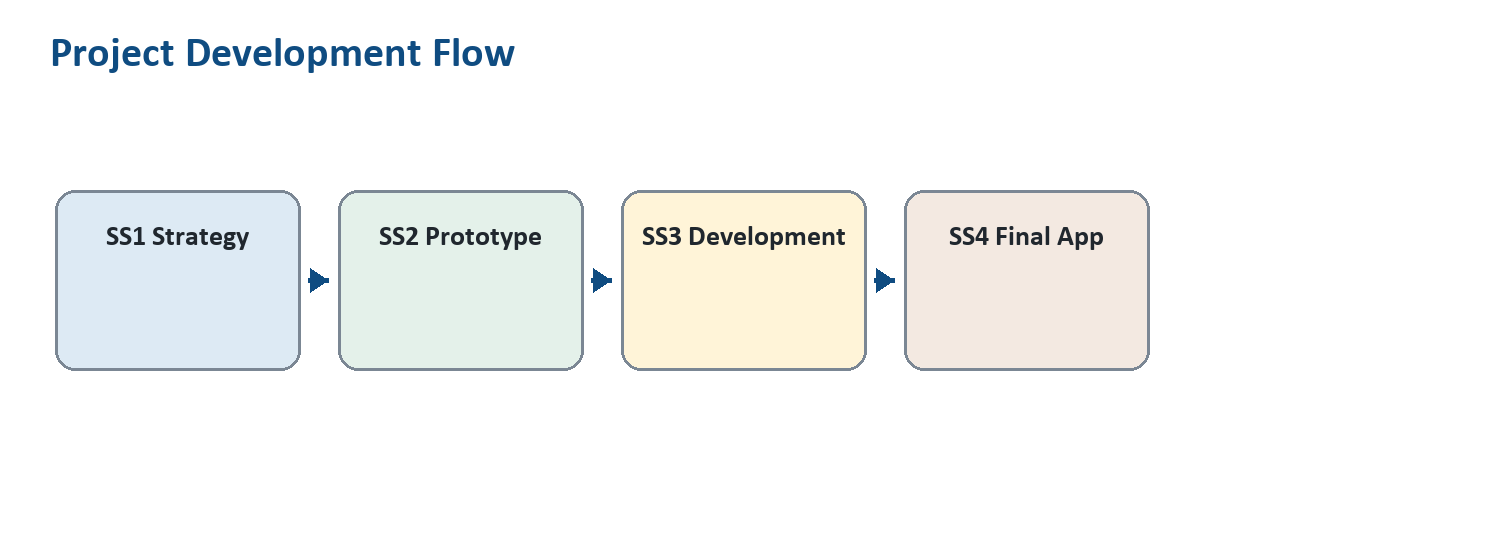 Project Development Flow
SS1 Strategy
SS2 Prototype
SS3 Development
SS4 Final App